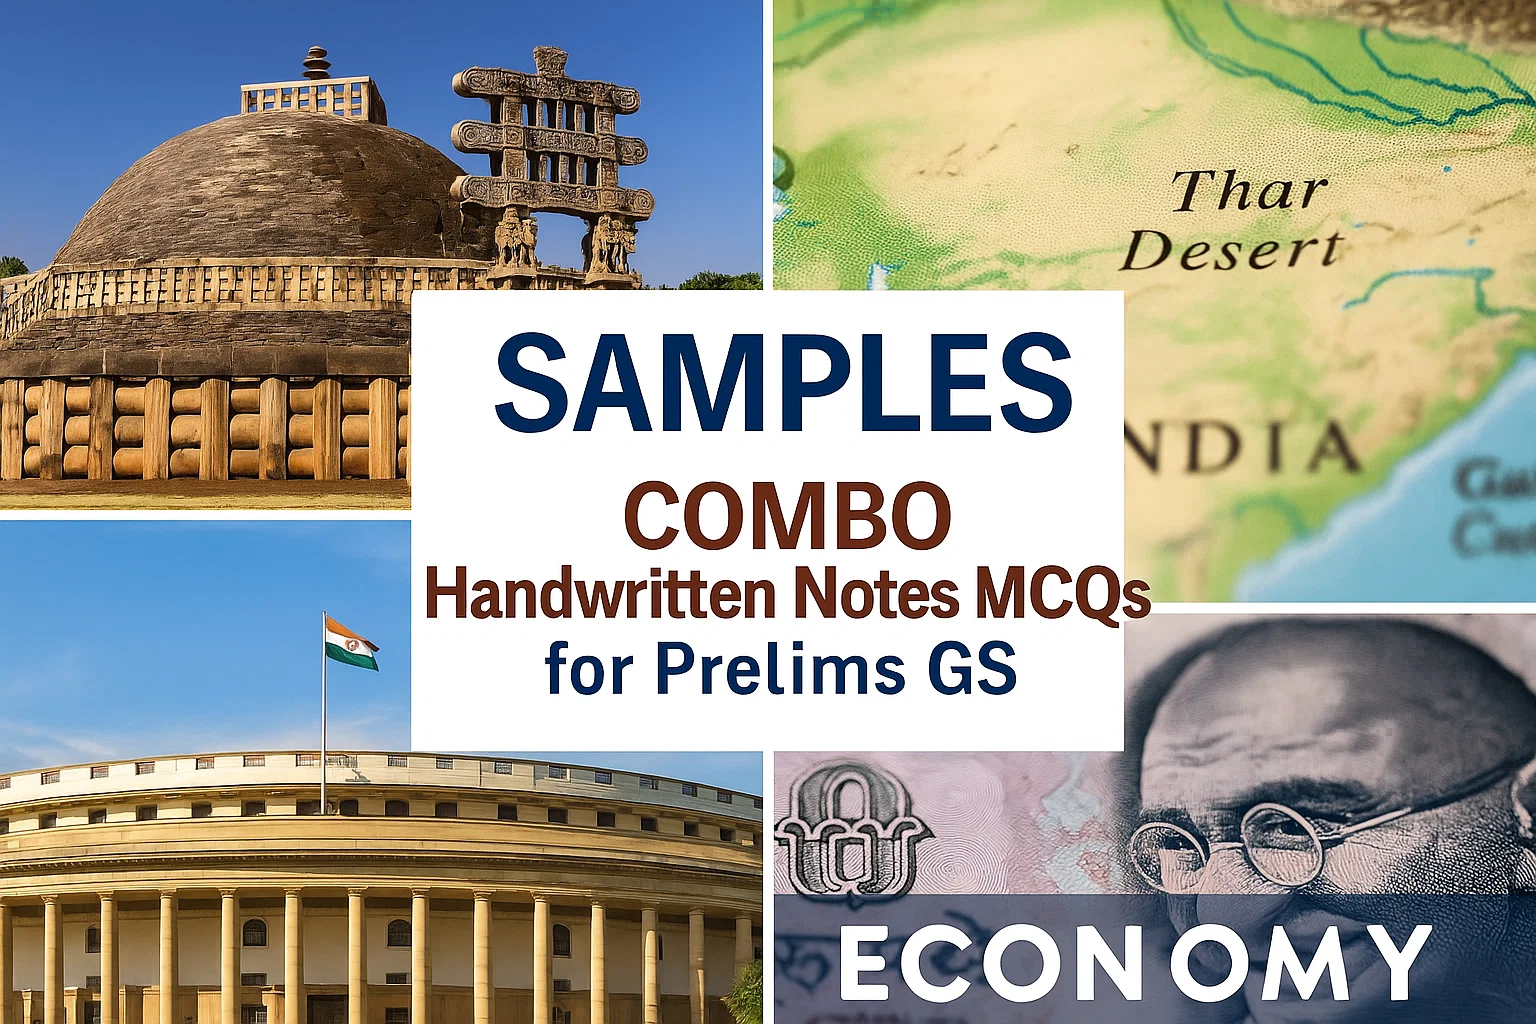 Thar
Desert
NDIA
SAMPLES
COMBO
Handwritten Notes MCQs
for Prelims GS
ECONOMY